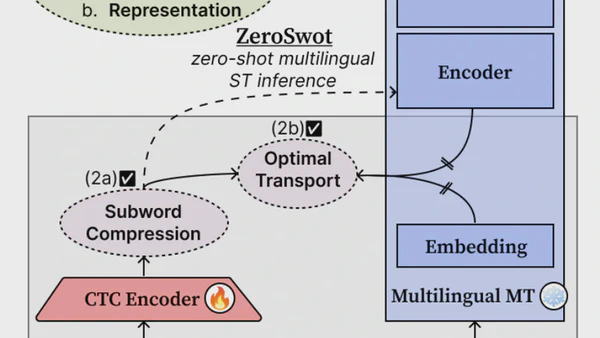 b. Representation
ZeroSwot
zero-shot multilingual
ST inference
Encoder
(2b)☑
(2a)☑
Optimal
Transport
Subword
Compression
Embedding
CTC Encoder
Multilingual MT